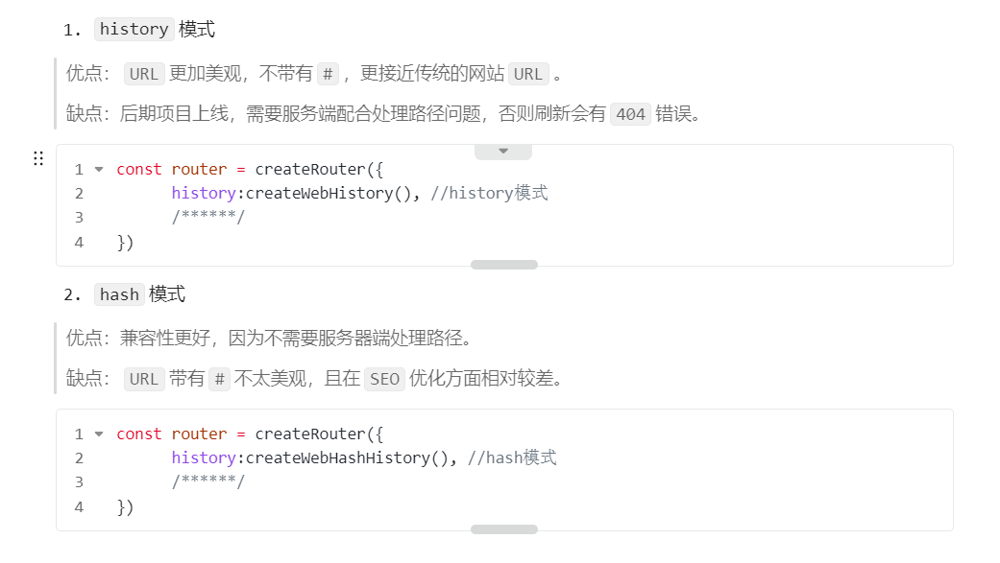 1. history 模式
优点： URL 更加美观，不带有 # ，更接近传统的网站 URL 。
缺点：后期项目上线，需要服务端配合处理路径问题，否则刷新会有 404 错误。
1 const router = createRouter({
2 history:createWebHistory(), //history模式
3 /******/
4 })
2. hash 模式
优点：兼容性更好，因为不需要服务器端处理路径。
缺点： URL 带有 # 不太美观，且在 SEO 优化方面相对较差。
1 const router = createRouter({
2 history:createWebHashHistory(), //hash模式
3 /******/
4 })